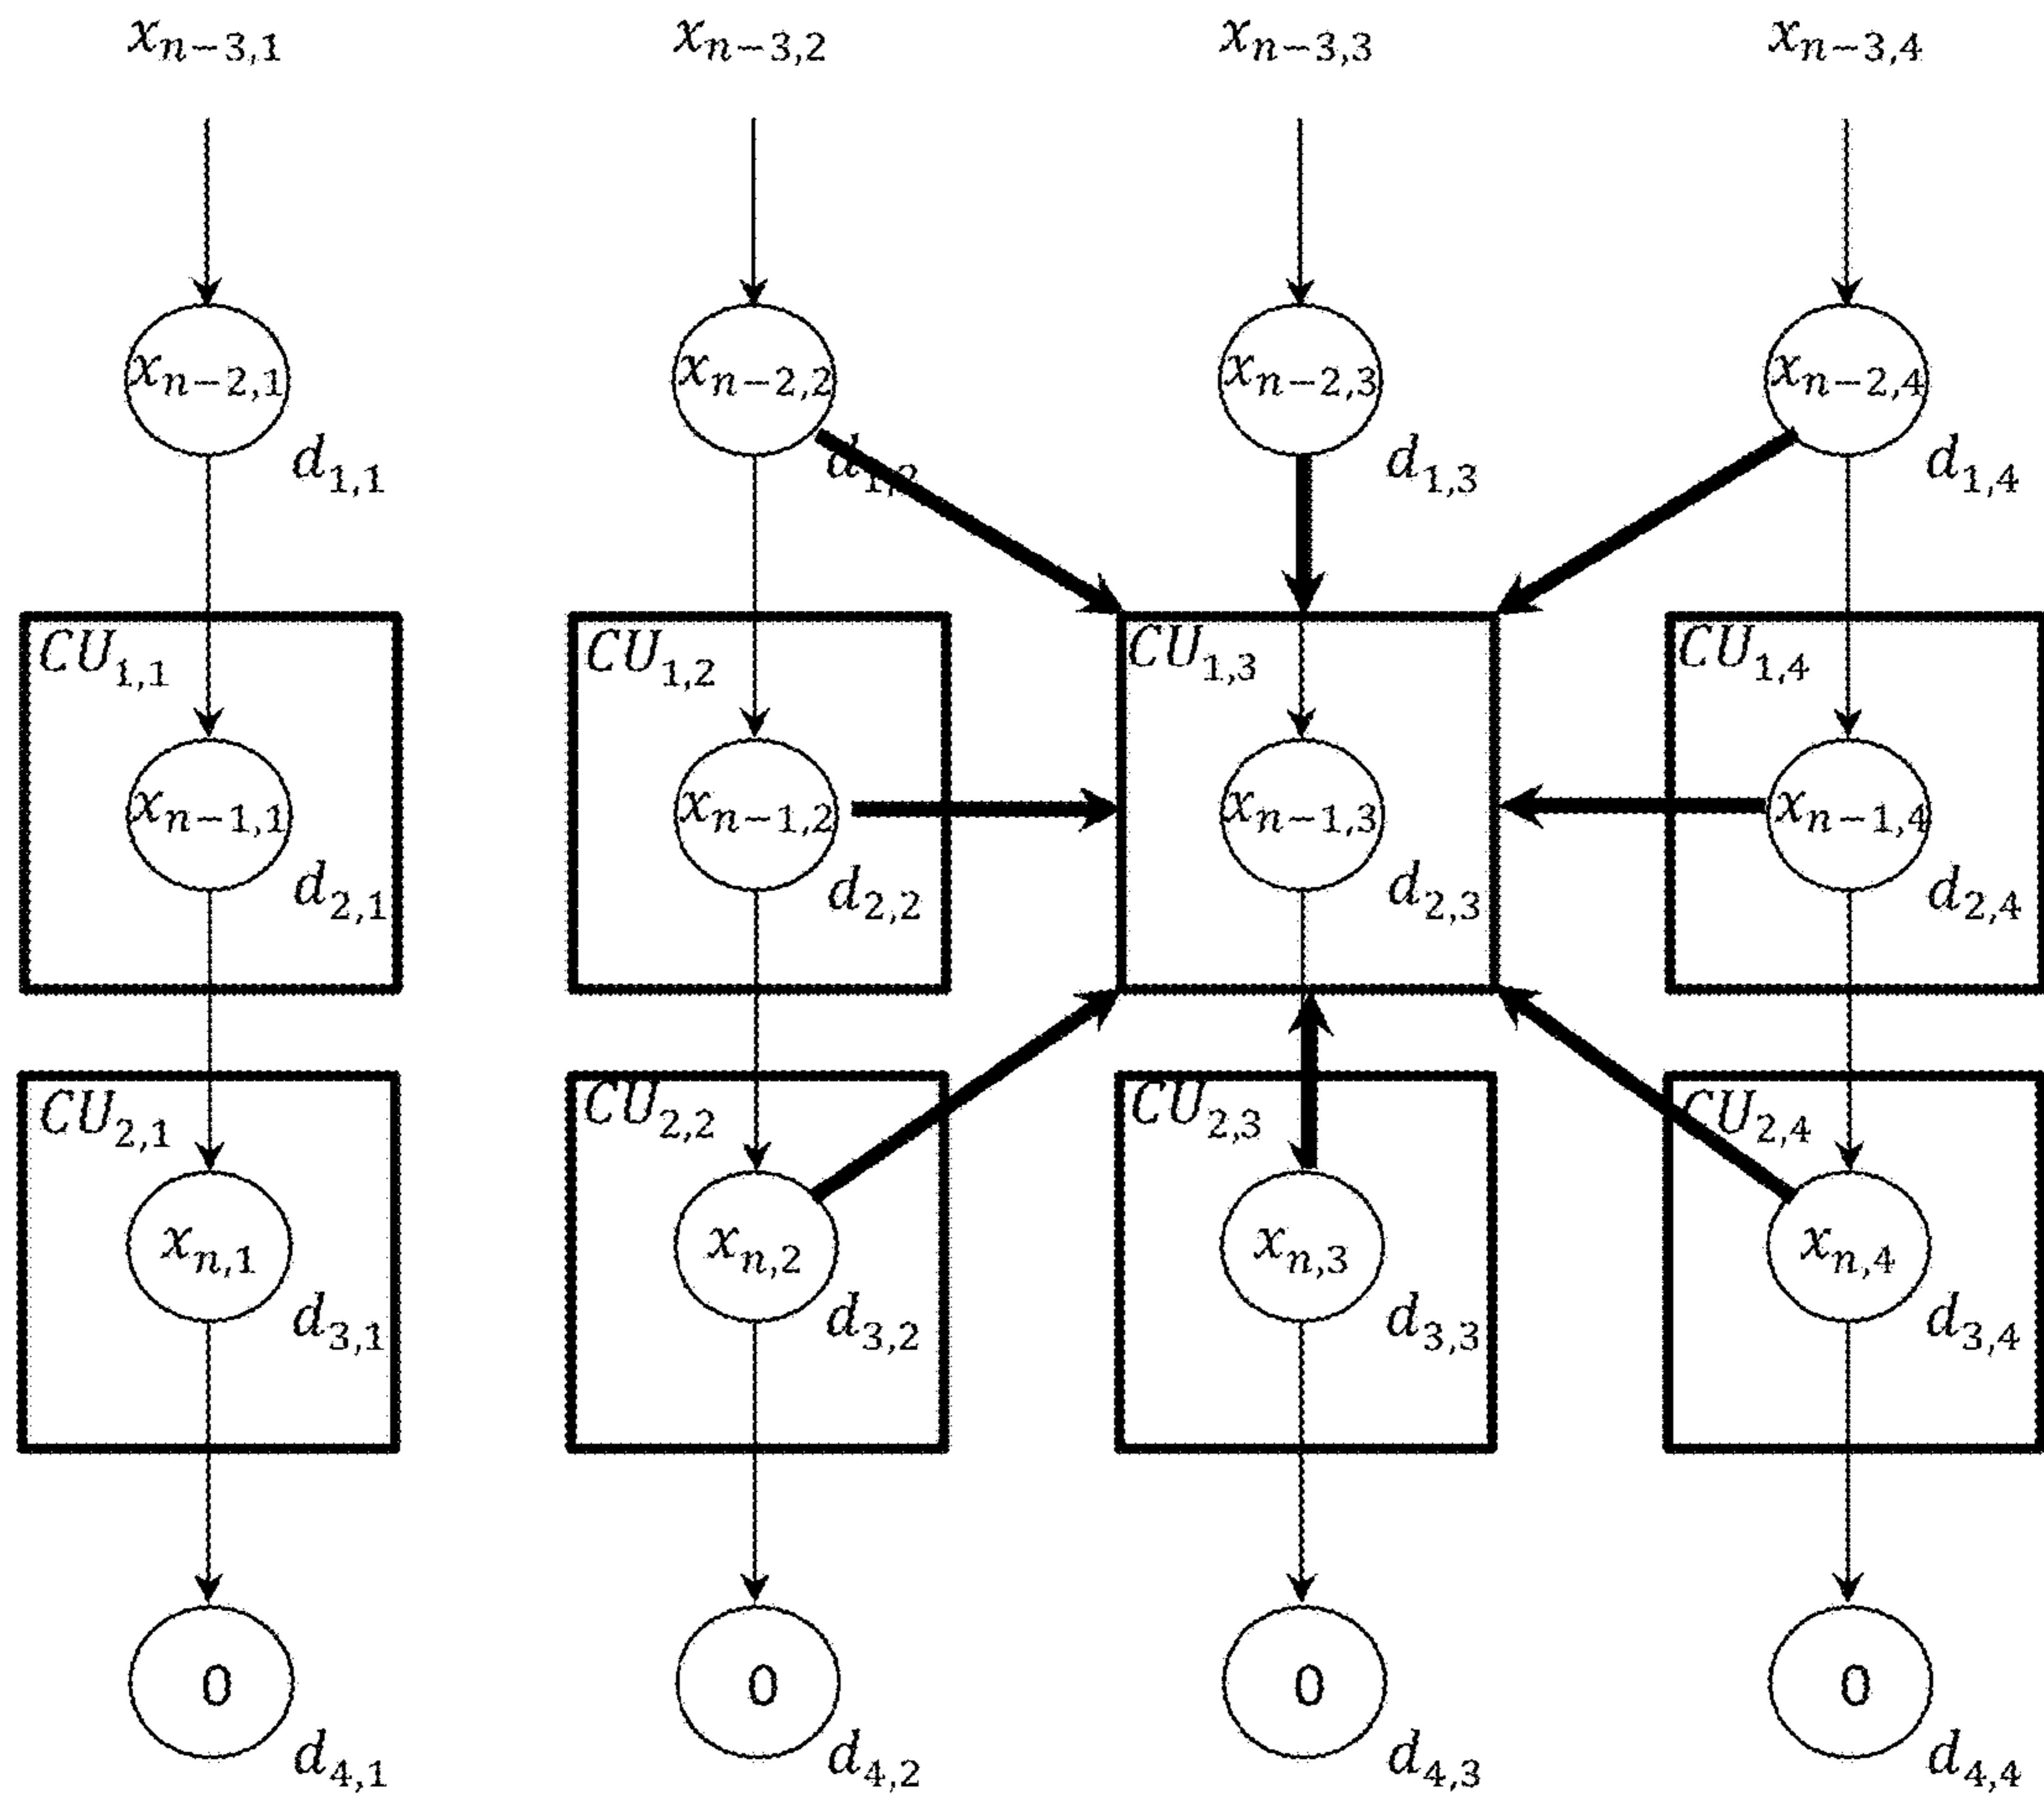 x_{n-3,1} x_{n-3,2} x_{n-3,3} x_{n-3,4}
x_{n-2,1} x_{n-2,2} x_{n-2,3} x_{n-2,4}
d_{1,1} d_{1,2} d_{1,3} d_{1,4}
CU_{1,1} CU_{1,2} CU_{1,3} CU_{1,4}
x_{n-1,1} x_{n-1,2} x_{n-1,3} x_{n-1,4}
d_{2,1} d_{2,2} d_{2,3} d_{2,4}
CU_{2,1} CU_{2,2} CU_{2,3} CU_{2,4}
x_{n,1} x_{n,2} x_{n,3} x_{n,4}
d_{3,1} d_{3,2} d_{3,3} d_{3,4}
0 0 0 0
d_{4,1} d_{4,2} d_{4,3} d_{4,4}